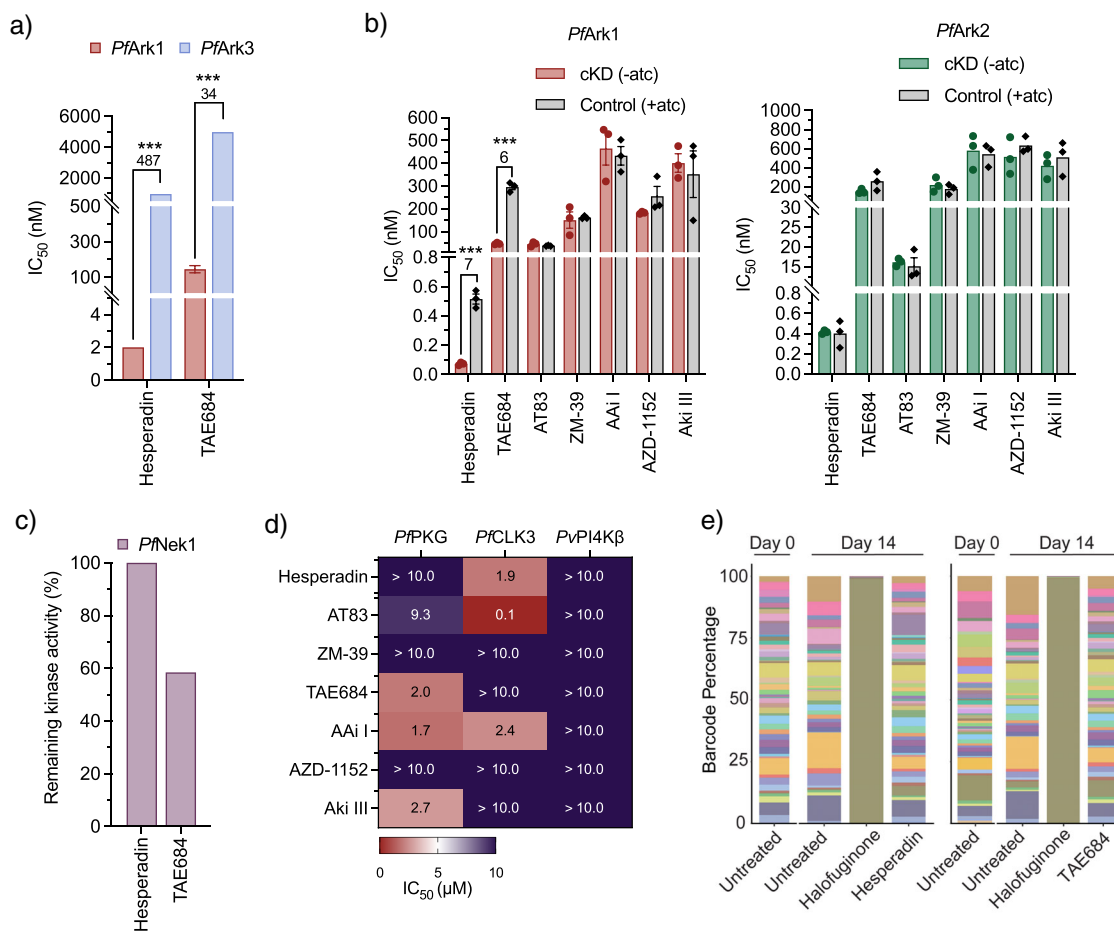 a)
PfArk1 PfArk3
IC50 (nM)
6000
4000
2000
500
300
100
4
2
0
***
487
***
34
Hesperadin
TAE684
b)
PfArk1
cKD (-atc)
Control (+atc)
IC50 (nM)
600
500
400
300
200
100
0.8
0.6
0.4
0.2
0.0
***
7
***
6
Hesperadin
TAE684
AT83
ZM-39
AAi I
AZD-1152
Aki III
PfArk2
cKD (-atc)
Control (+atc)
IC50 (nM)
1000
800
600
400
200
30
25
20
15
0.8
0.6
0.4
0.2
0.0
Hesperadin
TAE684
AT83
ZM-39
AAi I
AZD-1152
Aki III
c)
PfNek1
Remaining kinase activity (%)
100
80
60
40
20
0
Hesperadin
TAE684
d)
PfPKG PfCLK3 PvPI4Kβ
Hesperadin > 10.0 1.9 > 10.0
AT83 9.3 0.1 > 10.0
ZM-39 > 10.0 > 10.0 > 10.0
TAE684 2.0 > 10.0 > 10.0
AAi I 1.7 2.4 > 10.0
AZD-1152 > 10.0 > 10.0 > 10.0
Aki III 2.7 > 10.0 > 10.0
0 5 10
IC50 (µM)
e)
Day 0 Day 14 Day 0 Day 14
Barcode Percentage
100
75
50
25
0
Untreated
Untreated
Halofuginone
Hesperadin
Untreated
Untreated
Halofuginone
TAE684